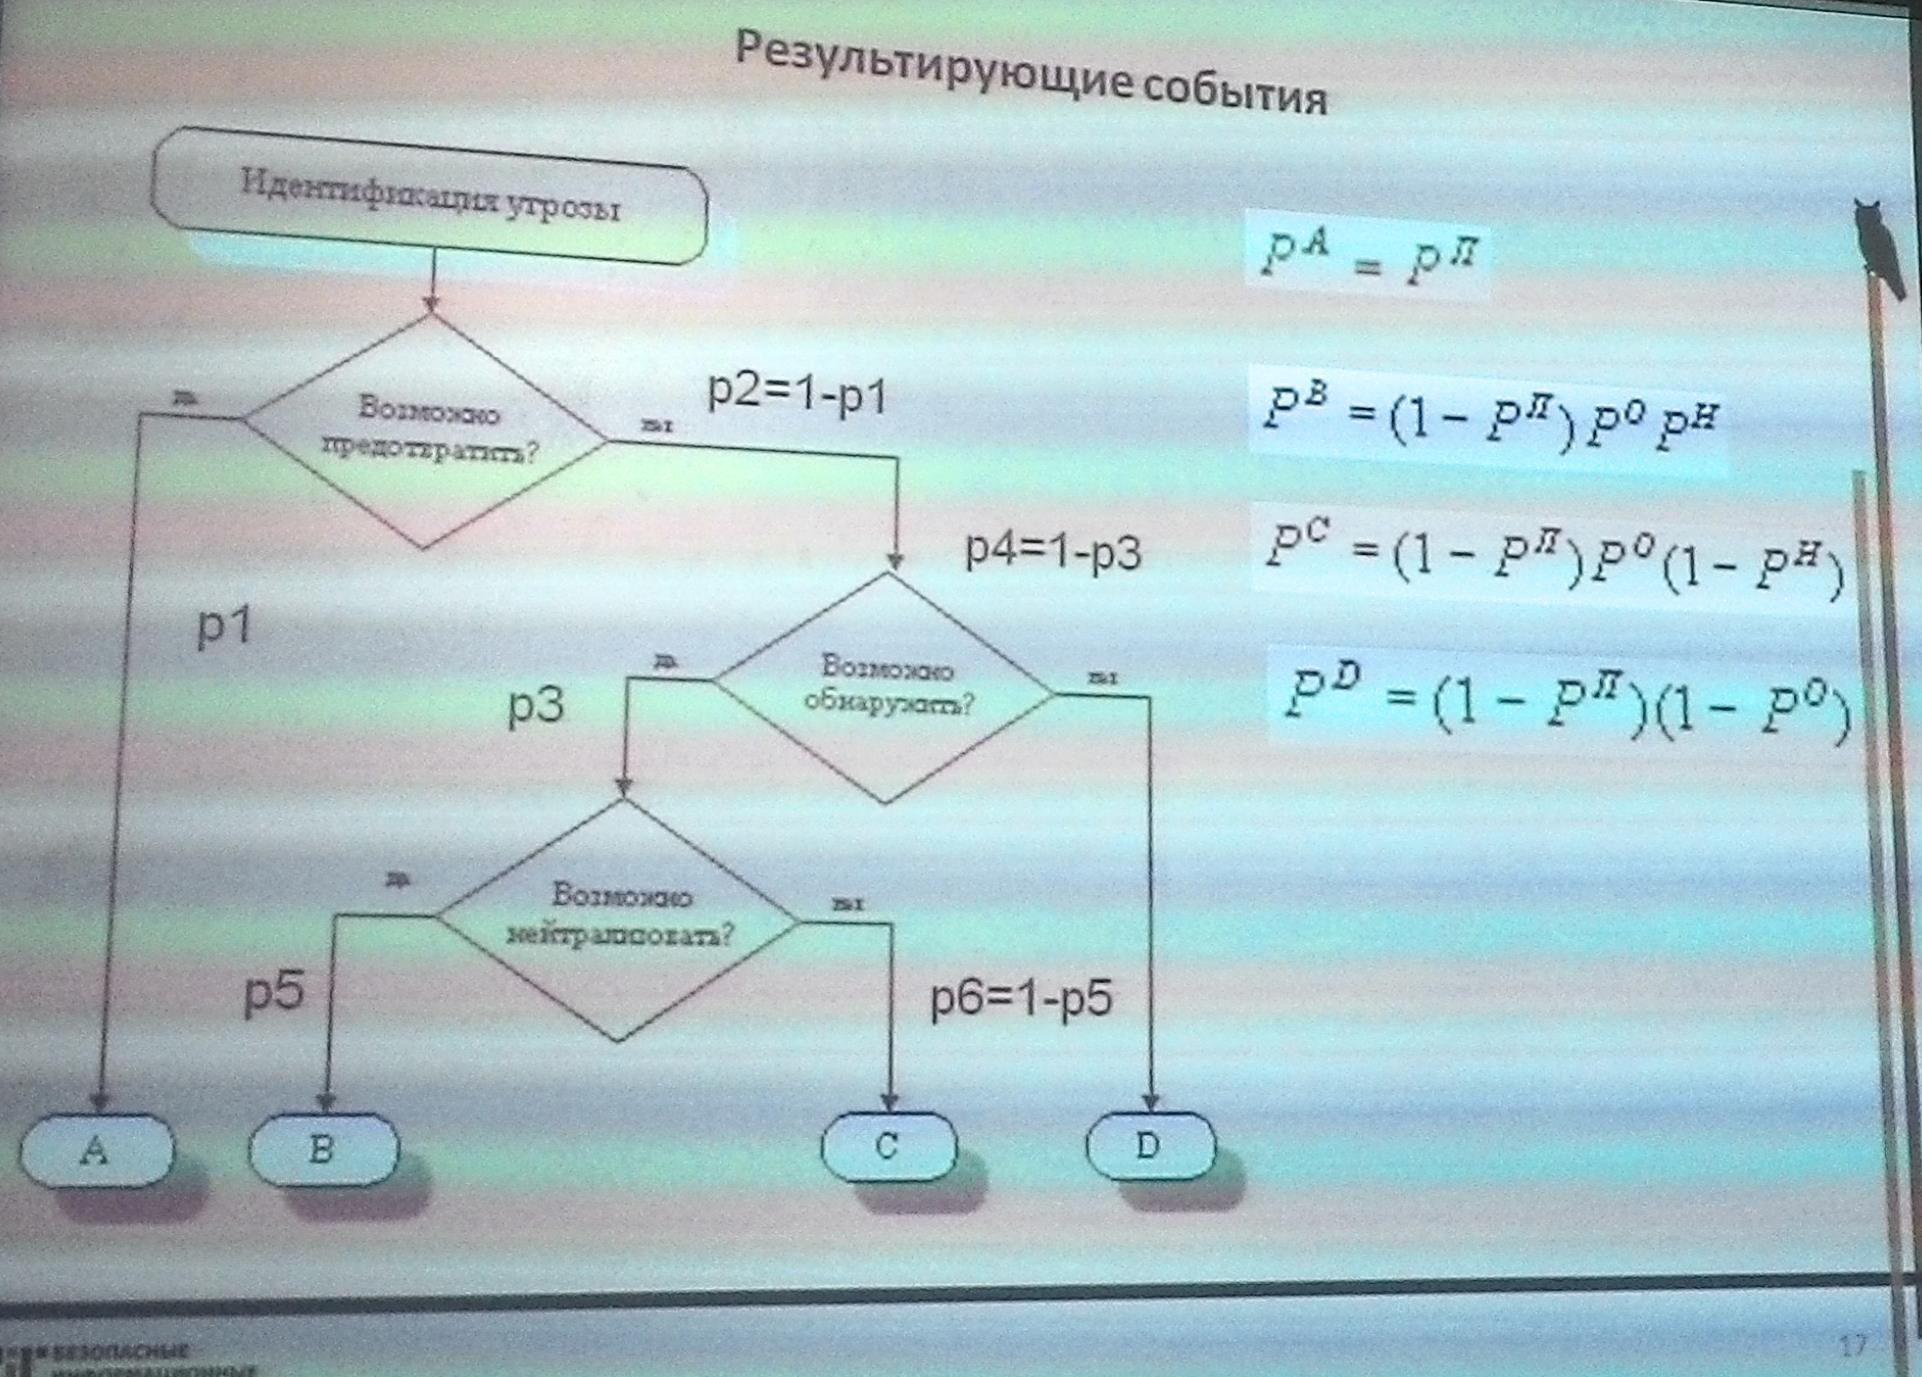 Результирующие события
Идентификация угрозы
Возможно
предотвратить?
да
нет
p2=1-p1
p1
p4=1-p3
Возможно
обнаружить?
да
нет
p3
Возможно
нейтрализовать?
да
нет
p5
p6=1-p5
A
B
C
D
P^A = P^П
P^B = (1 - P^П) P^O P^H
P^C = (1 - P^П) P^O (1 - P^H)
P^D = (1 - P^П)(1 - P^O)
БЕЗОПАСНЫЕ
ИНФОРМАЦИОННЫЕ
17